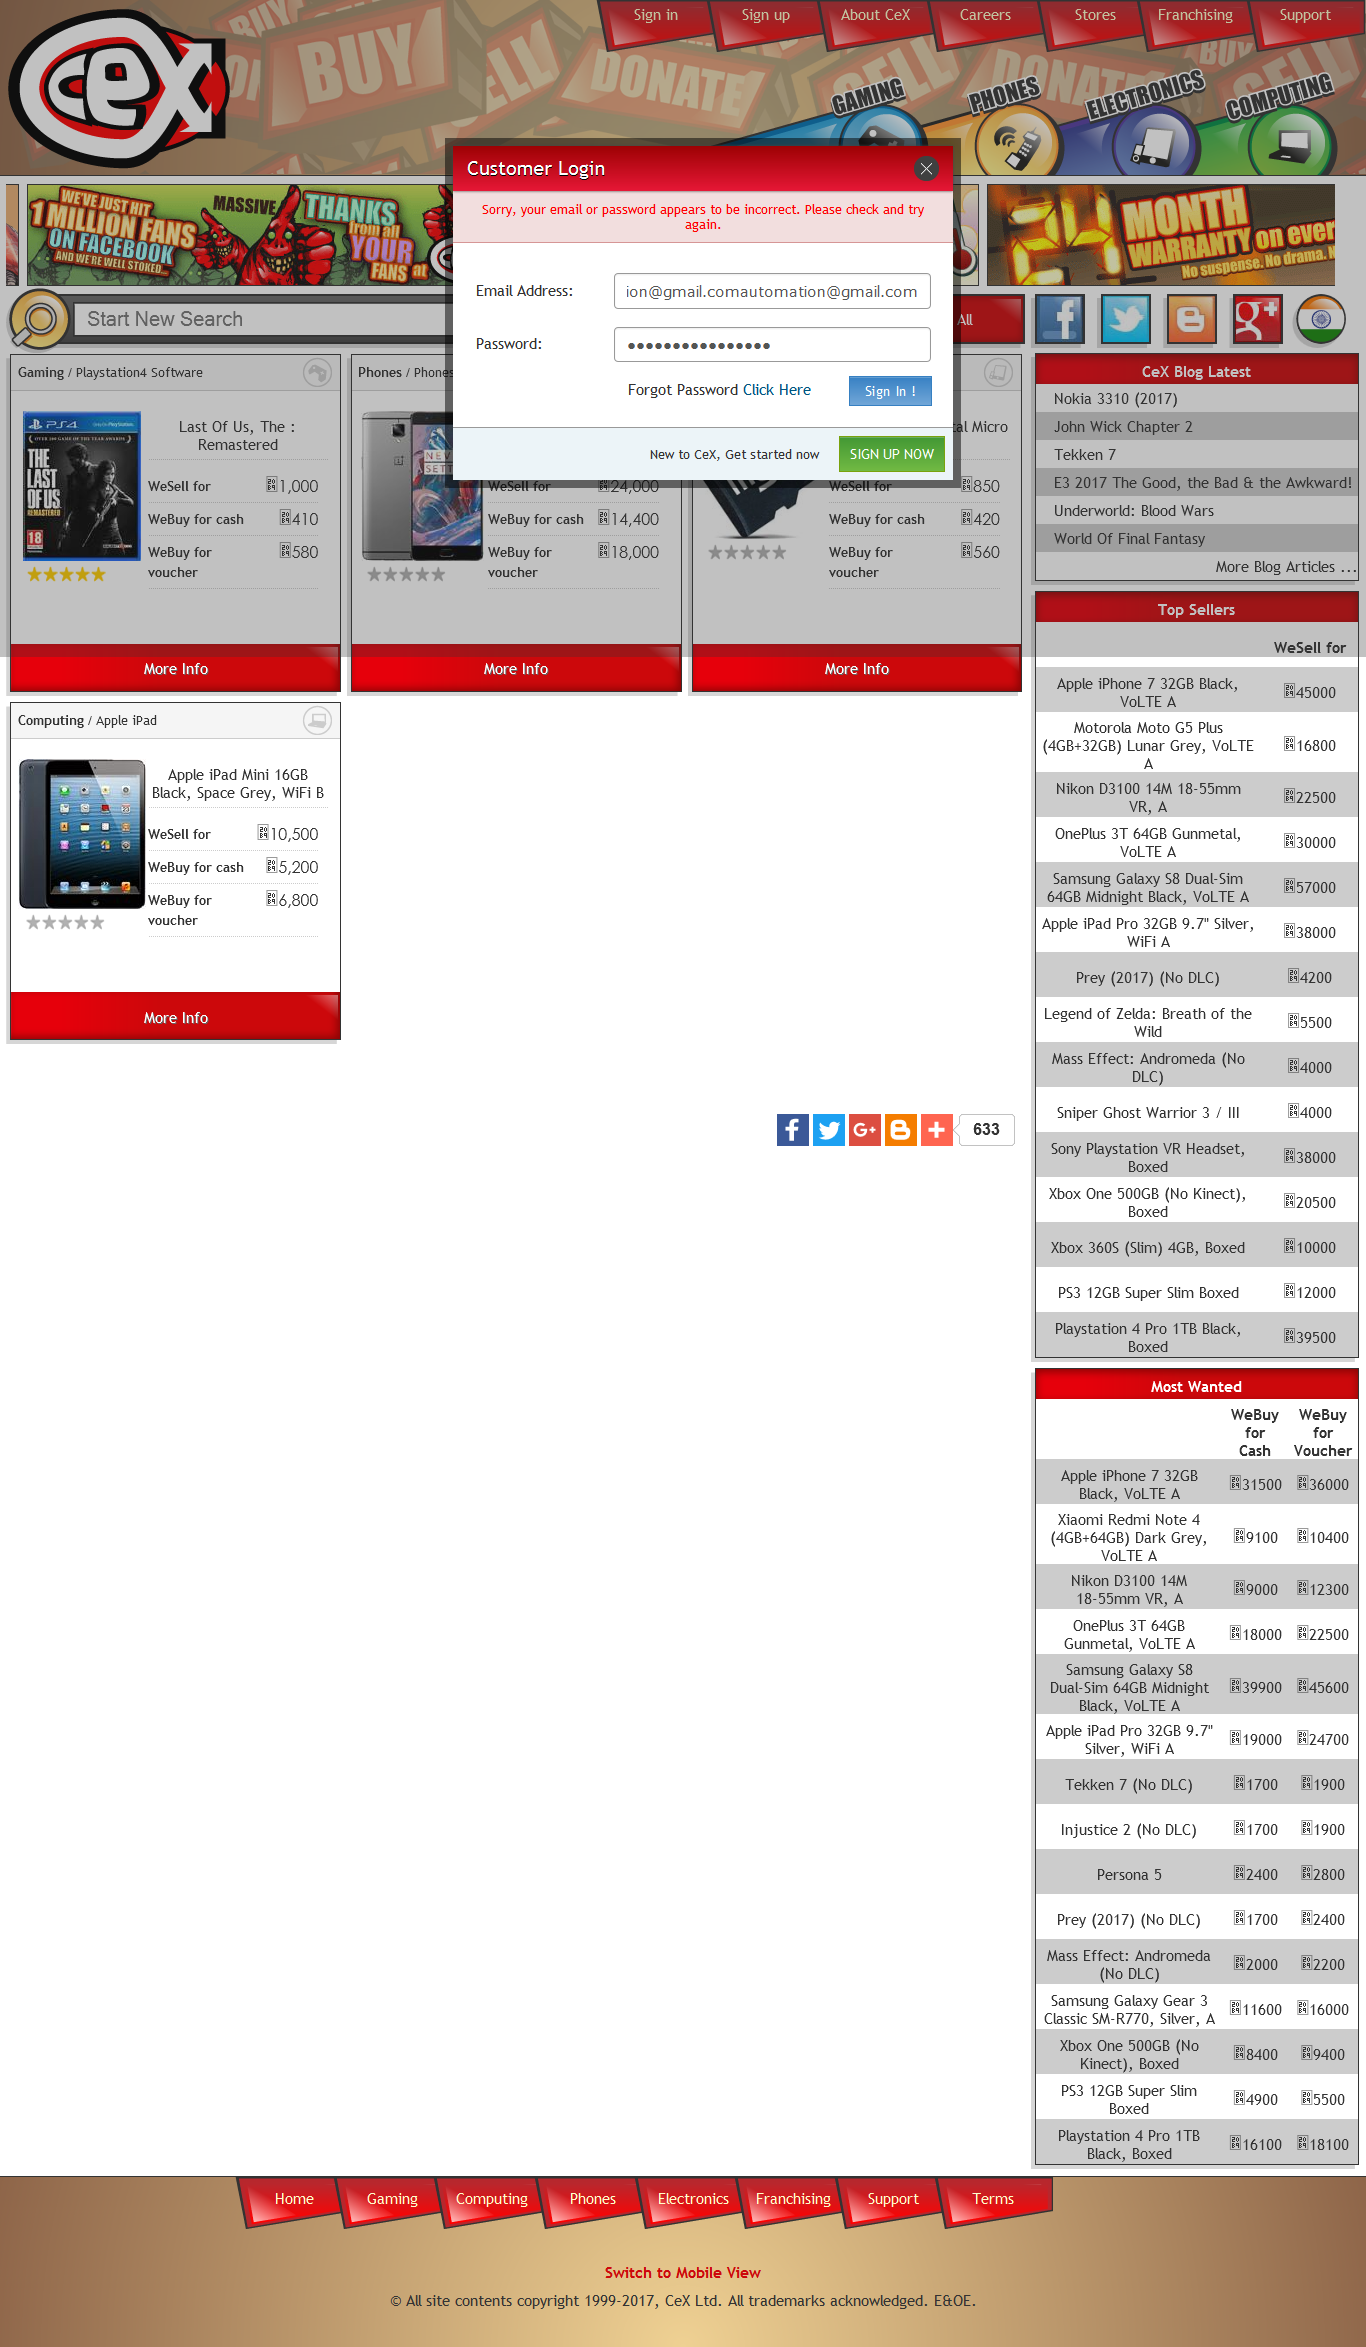 Sign in
Sign up
About CeX
Careers
Stores
Franchising
Support
BUY
SELL
DONATE
SELL
DONATE
BUY
SELL
CeX
GAMING
PHONES
ELECTRONICS
COMPUTING
Customer Login
Sorry, your email or password appears to be incorrect. Please check and try
again.
Email Address:
ion@gmail.comautomation@gmail.com
Password:
••••••••••••••••
Forgot Password Click Here
Sign In !
New to CeX, Get started now
SIGN UP NOW
WE'VE JUST HIT
1 MILLION FANS
ON FACEBOOK
AND WE'RE WELL STOKED...
MASSIVE
THANKS
from all
YOUR
FANS at
24 MONTH
WARRANTY on ever
No suspense. No drama. N
Start New Search
All
Gaming / Playstation4 Software
Last Of Us, The :
Remastered
PS4
THE
LAST
OF US
REMASTERED
18
WeSell for
1,000
WeBuy for cash
410
WeBuy for
voucher
580
More Info
Phones / Phones
NEV
SETT
WeSell for
24,000
WeBuy for cash
14,400
WeBuy for
voucher
18,000
More Info
tal Micro
WeSell for
850
WeBuy for cash
420
WeBuy for
voucher
560
More Info
Computing / Apple iPad
Apple iPad Mini 16GB
Black, Space Grey, WiFi B
WeSell for
10,500
WeBuy for cash
5,200
WeBuy for
voucher
6,800
More Info
633
CeX Blog Latest
Nokia 3310 (2017)
John Wick Chapter 2
Tekken 7
E3 2017 The Good, the Bad & the Awkward!
Underworld: Blood Wars
World Of Final Fantasy
More Blog Articles ...
Top Sellers
WeSell for
Apple iPhone 7 32GB Black,
VoLTE A
45000
Motorola Moto G5 Plus
(4GB+32GB) Lunar Grey, VoLTE
A
16800
Nikon D3100 14M 18-55mm
VR, A
22500
OnePlus 3T 64GB Gunmetal,
VoLTE A
30000
Samsung Galaxy S8 Dual-Sim
64GB Midnight Black, VoLTE A
57000
Apple iPad Pro 32GB 9.7" Silver,
WiFi A
38000
Prey (2017) (No DLC)
4200
Legend of Zelda: Breath of the
Wild
5500
Mass Effect: Andromeda (No
DLC)
4000
Sniper Ghost Warrior 3 / III
4000
Sony Playstation VR Headset,
Boxed
38000
Xbox One 500GB (No Kinect),
Boxed
20500
Xbox 360S (Slim) 4GB, Boxed
10000
PS3 12GB Super Slim Boxed
12000
Playstation 4 Pro 1TB Black,
Boxed
39500
Most Wanted
WeBuy
for
Cash
WeBuy
for
Voucher
Apple iPhone 7 32GB
Black, VoLTE A
31500 36000
Xiaomi Redmi Note 4
(4GB+64GB) Dark Grey,
VoLTE A
9100 10400
Nikon D3100 14M
18-55mm VR, A
9000 12300
OnePlus 3T 64GB
Gunmetal, VoLTE A
18000 22500
Samsung Galaxy S8
Dual-Sim 64GB Midnight
Black, VoLTE A
39900 45600
Apple iPad Pro 32GB 9.7"
Silver, WiFi A
19000 24700
Tekken 7 (No DLC)
1700 1900
Injustice 2 (No DLC)
1700 1900
Persona 5
2400 2800
Prey (2017) (No DLC)
1700 2400
Mass Effect: Andromeda
(No DLC)
2000 2200
Samsung Galaxy Gear 3
Classic SM-R770, Silver, A
11600 16000
Xbox One 500GB (No
Kinect), Boxed
8400 9400
PS3 12GB Super Slim
Boxed
4900 5500
Playstation 4 Pro 1TB
Black, Boxed
16100 18100
Home
Gaming
Computing
Phones
Electronics
Franchising
Support
Terms
Switch to Mobile View
© All site contents copyright 1999-2017, CeX Ltd. All trademarks acknowledged. E&OE.